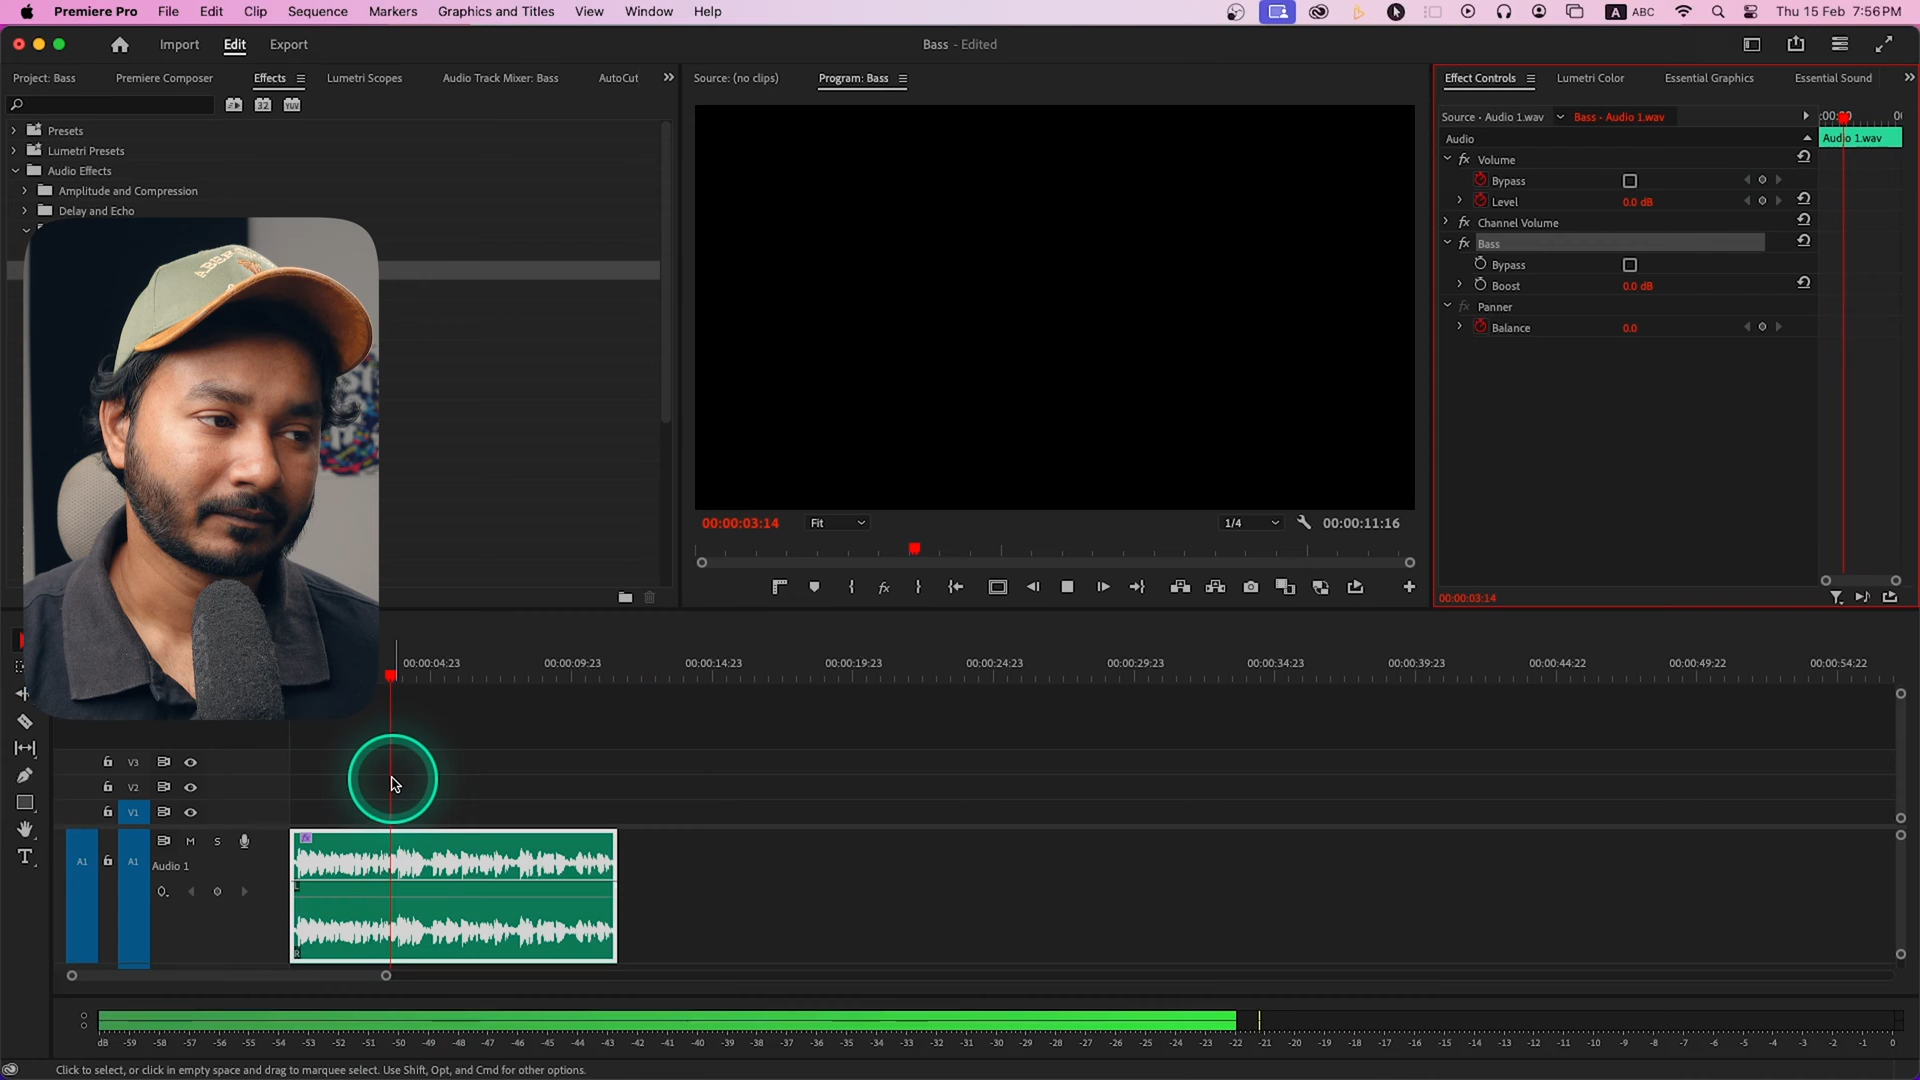 Premiere Pro File Edit Clip Sequence Markers Graphics and Titles View Window Help
A ABC Thu 15 Feb 7:56 PM
Import Edit Export
Bass - Edited
Project: Bass Premiere Composer Effects Lumetri Scopes Audio Track Mixer: Bass AutoCut
32 YUV
Presets
Lumetri Presets
Audio Effects
Amplitude and Compression
Delay and Echo
Source: (no clips) Program: Bass
00:00:03:14 Fit 1/4 00:00:11:16
fx
Effect Controls Lumetri Color Essential Graphics Essential Sound
Source · Audio 1.wav Bass · Audio 1.wav
Audio Audio 1.wav
fx Volume
Bypass
Level 0.0 dB
fx Channel Volume
fx Bass
Bypass
Boost 0.0 dB
fx Panner
Balance 0.0
00:00:03:14
00:00:04:23 00:00:09:23 00:00:14:23 00:00:19:23 00:00:24:23 00:00:29:23 00:00:34:23 00:00:39:23 00:00:44:22 00:00:49:22 00:00:54:22
V3
V2
V1
A1 A1 M S
Audio 1
fx
L
R
dB -59 -58 -57 -56 -55 -54 -53 -52 -51 -50 -49 -48 -47 -46 -45 -44 -43 -42 -41 -40 -39 -38 -37 -36 -35 -34 -33 -32 -31 -30 -29 -28 -27 -26 -25 -24 -23 -22 -21 -20 -19 -18 -17 -16 -15 -14 -13 -12 -11 -10 -9 -8 -7 -6 -5 -4 -3 -2 -1 0
Click to select, or click in empty space and drag to marquee select. Use Shift, Opt, and Cmd for other options.